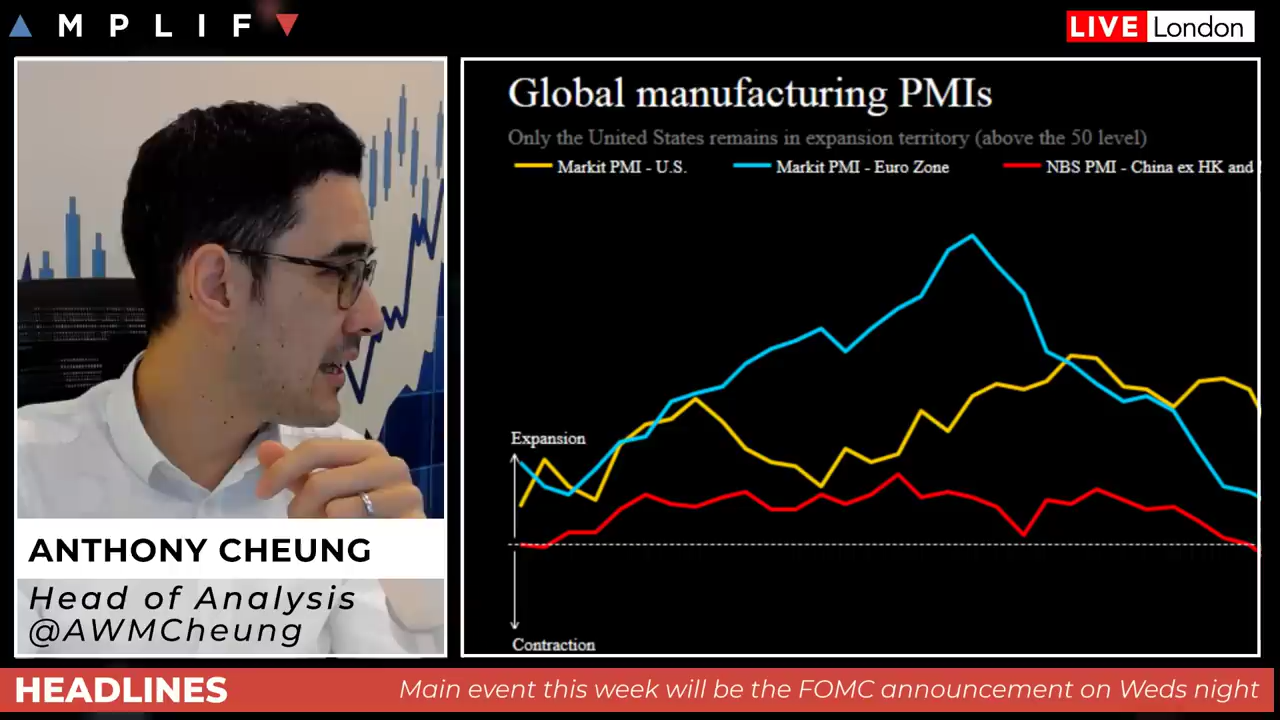 AMPLIFY
LIVE London
Global manufacturing PMIs
Only the United States remains in expansion territory (above the 50 level)
Markit PMI - U.S. Markit PMI - Euro Zone NBS PMI - China ex HK and
Expansion
Contraction
ANTHONY CHEUNG
Head of Analysis
@AWMCheung
HEADLINES Main event this week will be the FOMC announcement on Weds night